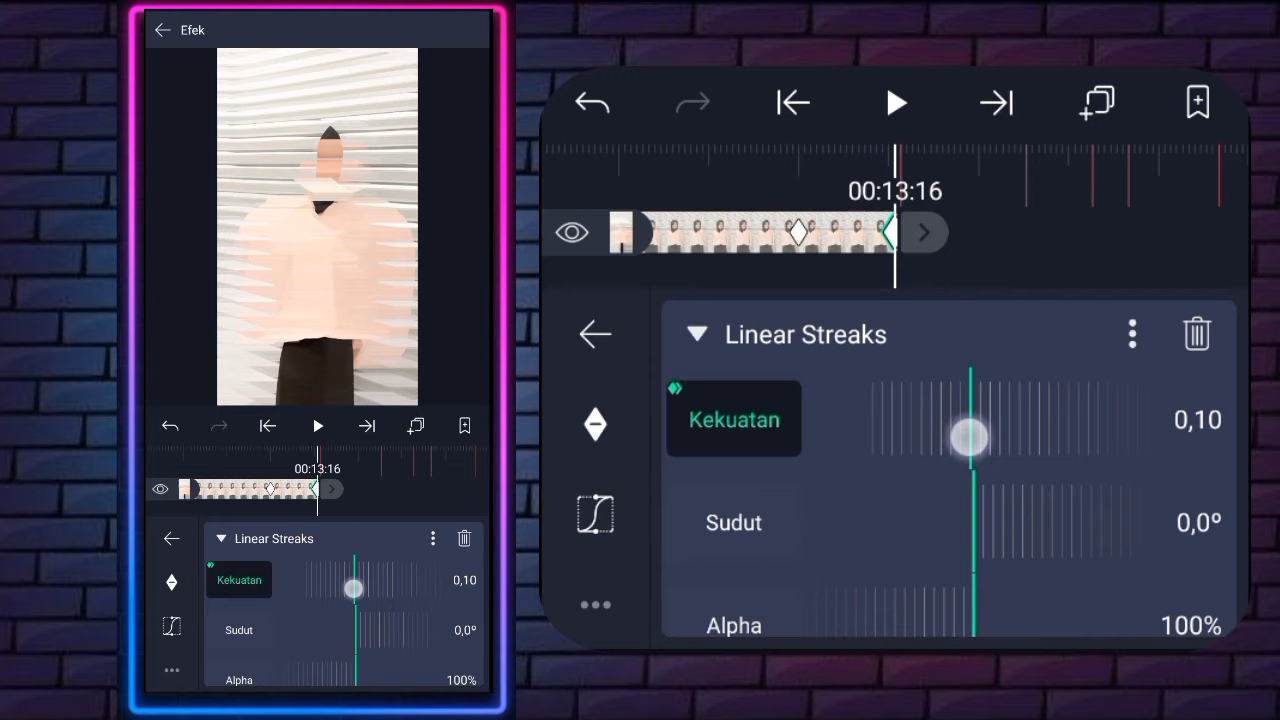 Efek
00:13:16
Linear Streaks
Kekuatan
0,10
Sudut
0,0º
Alpha
100%
00:13:16
Linear Streaks
Kekuatan
0,10
Sudut
0,0º
Alpha
100%